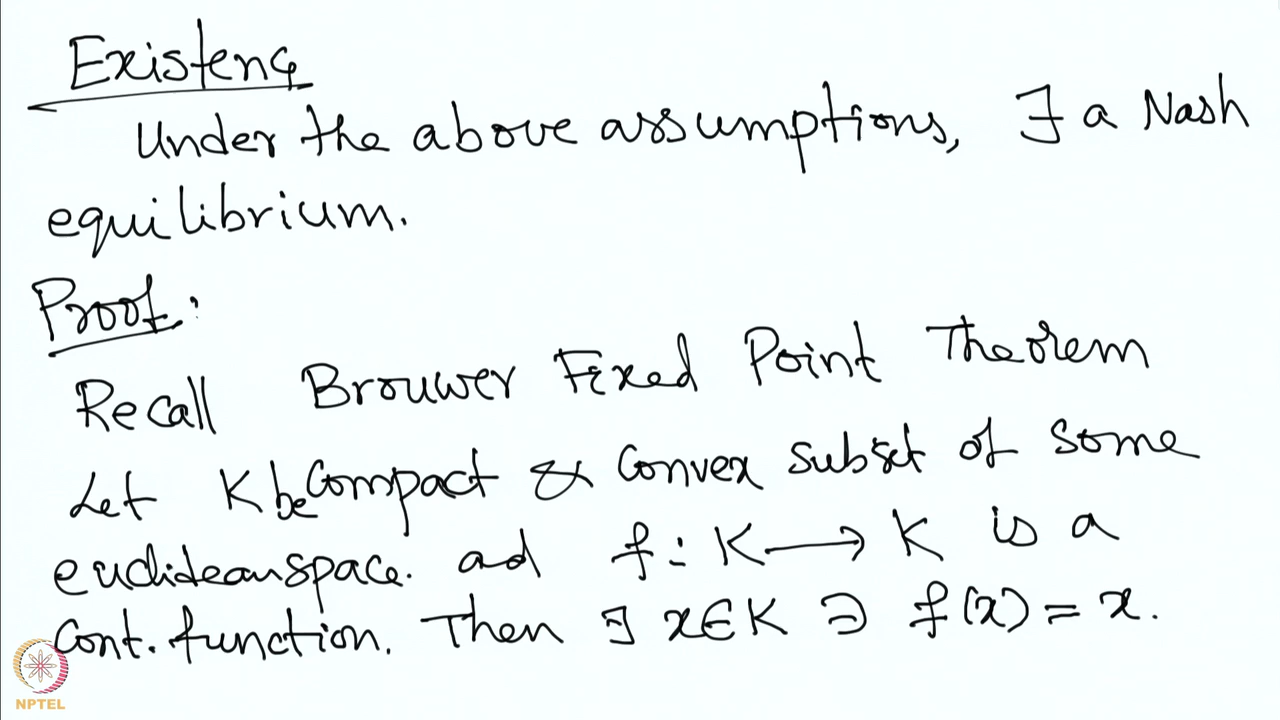 Existence
Under the above assumptions, ∃ a Nash
equilibrium.
Proof:
Recall Brouwer Fixed Point Theorem
Let K be Compact & Convex subset of some
euclidean space. and f : K ⟶ K is a
Cont. function. Then ∃ x∈K ∋ f(x) = x.
NPTEL